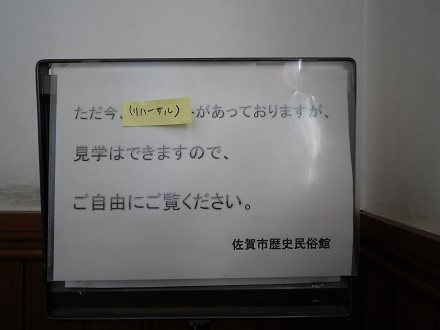 ただ今、(リハーサル)があっておりますが、
見学はできますので、
ご自由にご覧ください。
佐賀市歴史民俗館